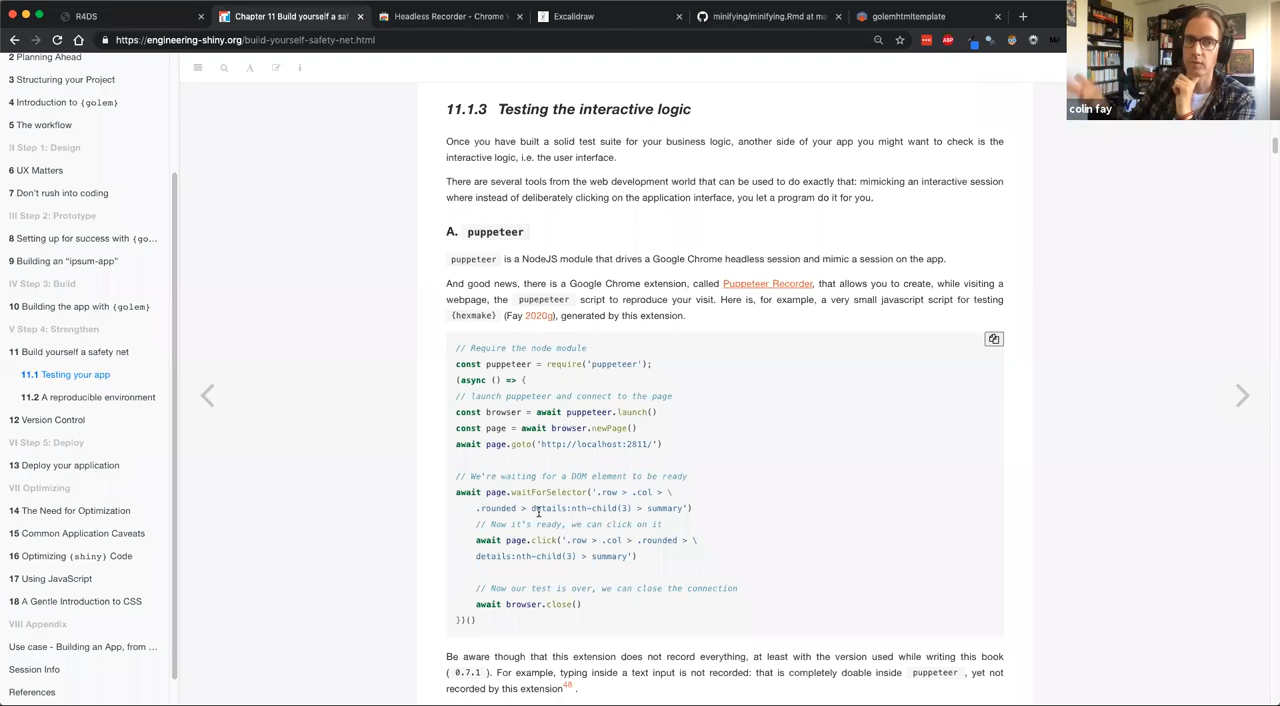 R4DS
Chapter 11 Build yourself a saf
Headless Recorder - Chrome
Excalidraw
minifying/minifying.Rmd at ma
golemhtmltemplate
https://engineering-shiny.org/build-yourself-safety-net.html
ABP
colin fay
2 Planning Ahead
3 Structuring your Project
4 Introduction to {golem}
5 The workflow
II Step 1: Design
6 UX Matters
7 Don't rush into coding
III Step 2: Prototype
8 Setting up for success with {go...
9 Building an “ipsum-app”
IV Step 3: Build
10 Building the app with {golem}
V Step 4: Strengthen
11 Build yourself a safety net
11.1 Testing your app
11.2 A reproducible environment
12 Version Control
VI Step 5: Deploy
13 Deploy your application
VII Optimizing
14 The Need for Optimization
15 Common Application Caveats
16 Optimizing {shiny} Code
17 Using JavaScript
18 A Gentle Introduction to CSS
VIII Appendix
Use case - Building an App, from ...
Session Info
References
11.1.3 Testing the interactive logic
Once you have built a solid test suite for your business logic, another side of your app you might want to check is the
interactive logic, i.e. the user interface.
There are several tools from the web development world that can be used to do exactly that: mimicking an interactive session
where instead of deliberately clicking on the application interface, you let a program do it for you.
A. puppeteer
puppeteer is a NodeJS module that drives a Google Chrome headless session and mimic a session on the app.
And good news, there is a Google Chrome extension, called Puppeteer Recorder, that allows you to create, while visiting a
webpage, the pupepeteer script to reproduce your visit. Here is, for example, a very small javascript script for testing
{hexmake} (Fay 2020g), generated by this extension.
// Require the node module
const puppeteer = require('puppeteer');
(async () => {
// launch puppeteer and connect to the page
const browser = await puppeteer.launch()
const page = await browser.newPage()
await page.goto('http://localhost:2811/')
// We're waiting for a DOM element to be ready
await page.waitForSelector('.row > .col > \
.rounded > details:nth-child(3) > summary')
// Now it's ready, we can click on it
await page.click('.row > .col > .rounded > \
details:nth-child(3) > summary')
// Now our test is over, we can close the connection
await browser.close()
})()
Be aware though that this extension does not record everything, at least with the version used while writing this book
( 0.7.1 ). For example, typing inside a text input is not recorded: that is completely doable inside puppeteer , yet not
recorded by this extension48 .